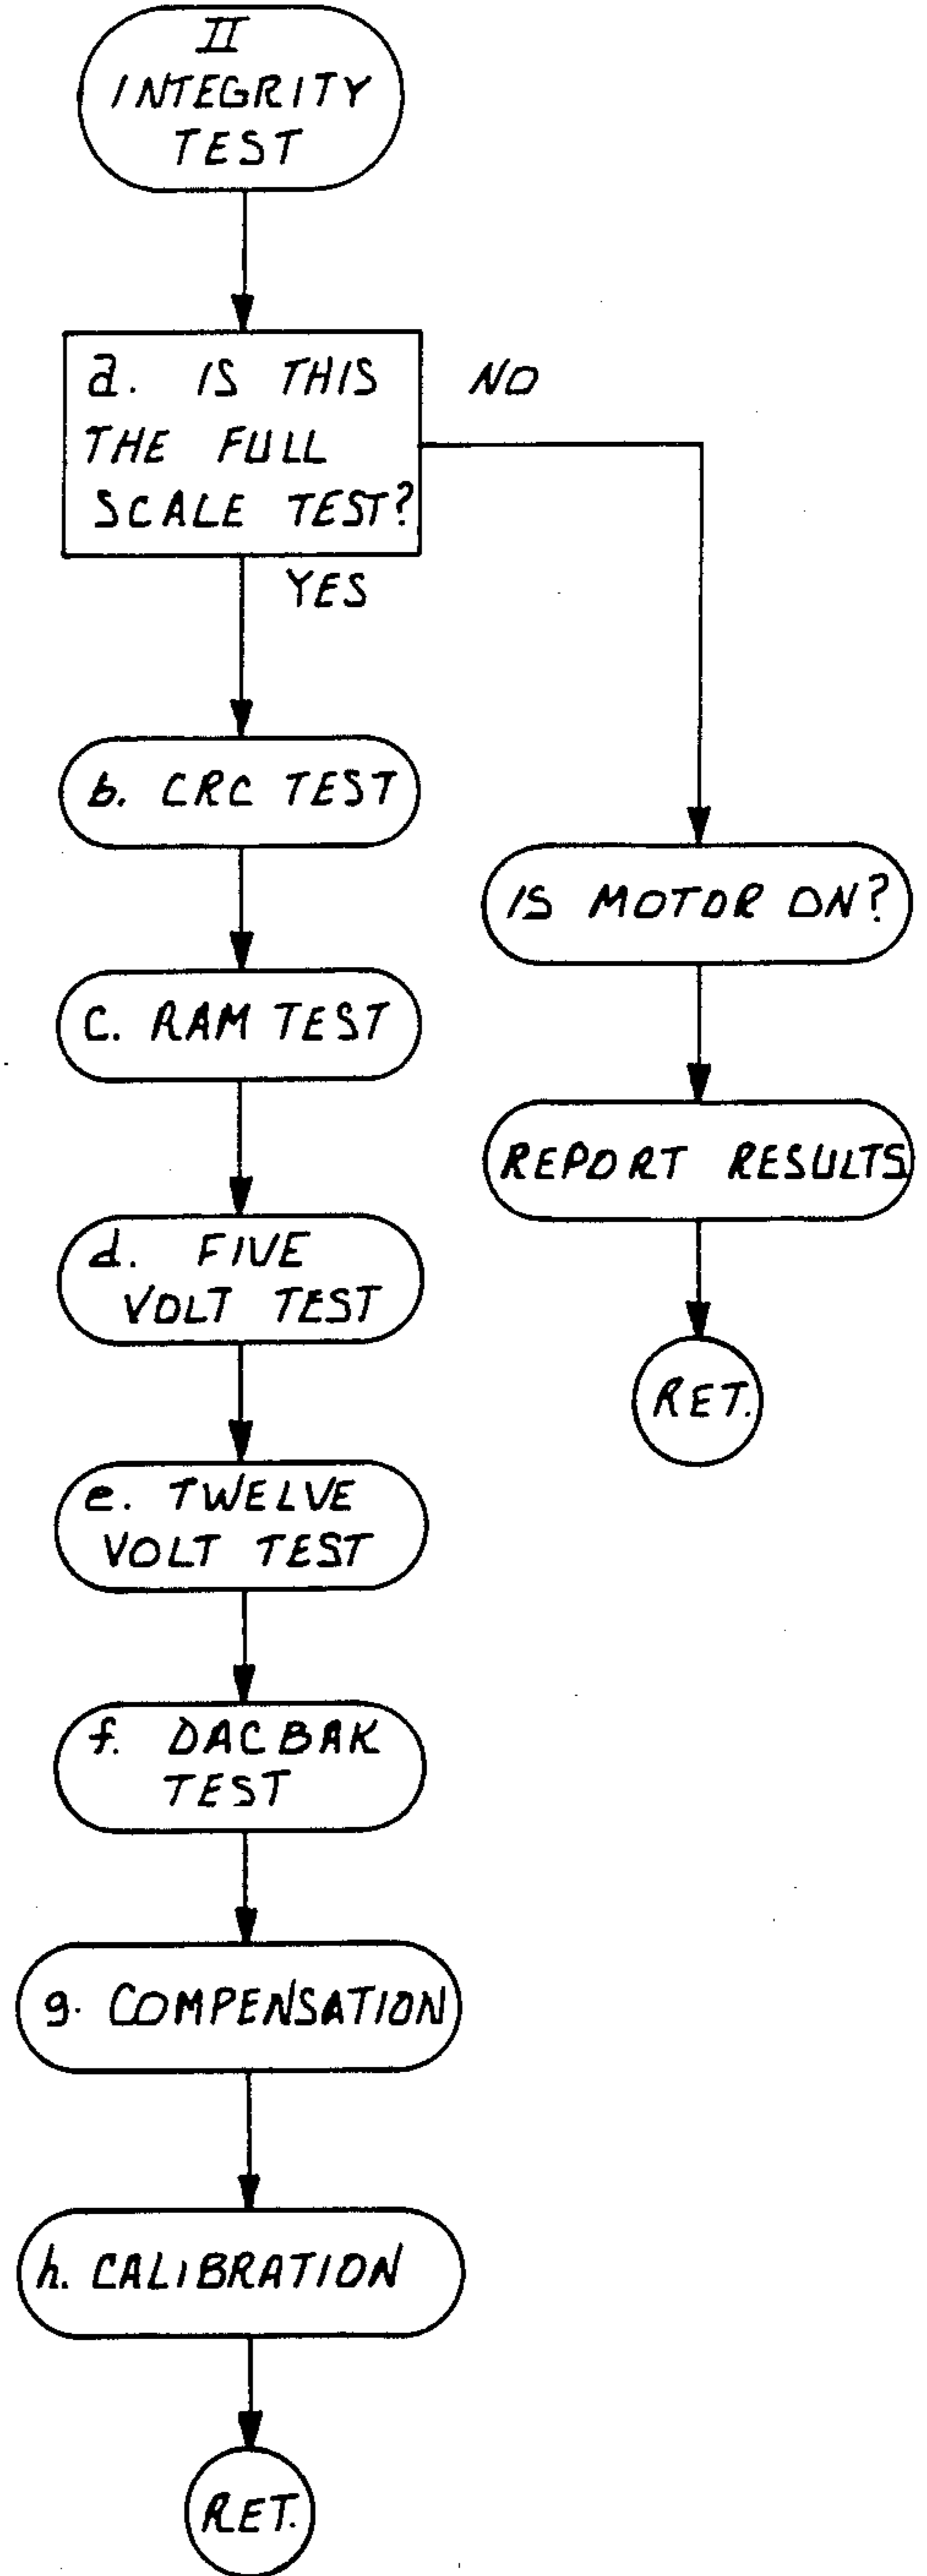 II
INTEGRITY
TEST
a. IS THIS
THE FULL
SCALE TEST?
NO
YES
b. CRC TEST
c. RAM TEST
d. FIVE
VOLT TEST
e. TWELVE
VOLT TEST
f. DACBAK
TEST
g. COMPENSATION
h. CALIBRATION
RET.
IS MOTOR ON?
REPORT RESULTS
RET.